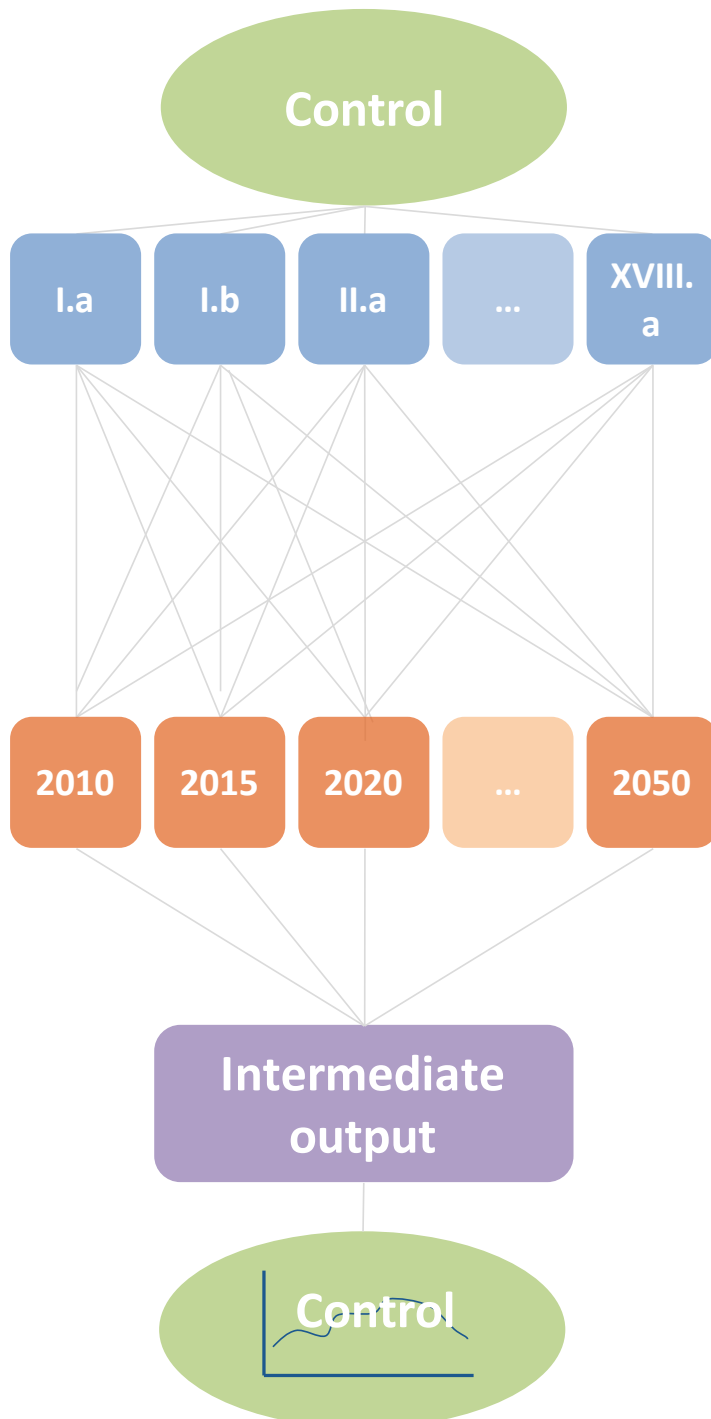 Control
I.a
I.b
II.a
...
XVIII.
a
2010
2015
2020
...
2050
Intermediate
output
Control